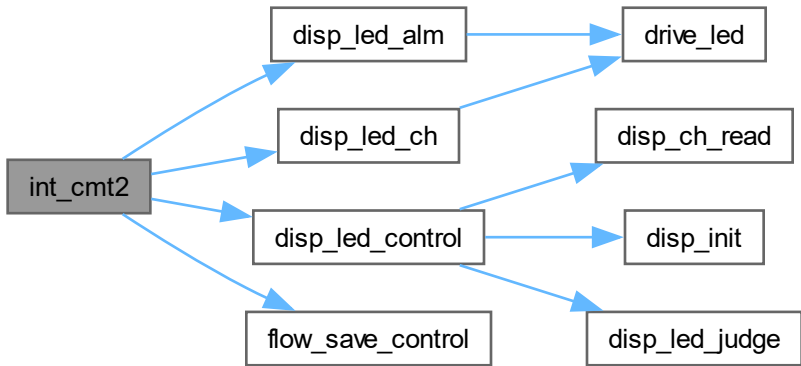 int_cmt2
disp_led_alm
drive_led
disp_led_ch
disp_led_control
disp_ch_read
disp_init
disp_led_judge
flow_save_control